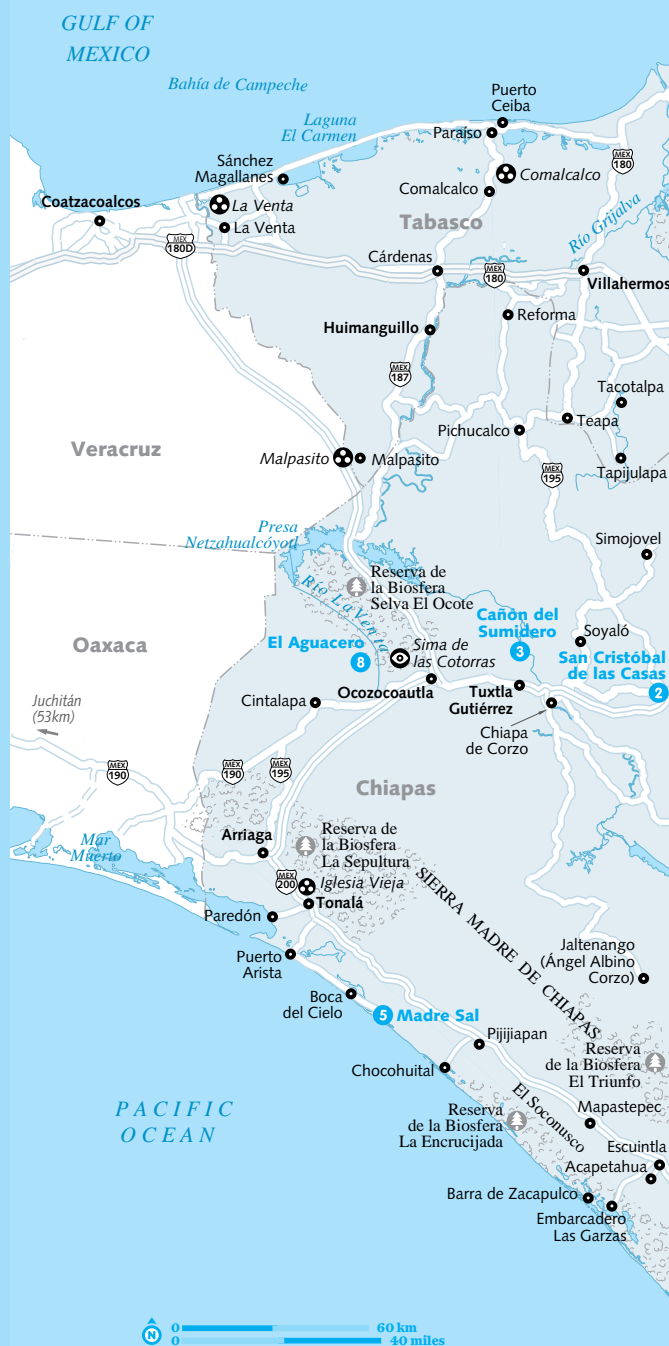 GULF OF
MEXICO
Bahía de Campeche
Puerto
Ceiba
Laguna
El Carmen
Paraíso
MEX
180
Sánchez
Magallanes
Comalcalco
La Venta
Comalcalco
Coatzacoalcos
La Venta
Tabasco
Río Grijalva
MEX
180D
Cárdenas
MEX
180
Villahermos
Reforma
Huimanguillo
MEX
187
Tacotalpa
Teapa
Pichucalco
Veracruz
Malpasito
Malpasito
Tapijulapa
MEX
195
Presa
Netzahualcóyotl
Simojovel
Reserva de
la Biosfera
Selva El Ocote
Río La Venta
Cañón del
Sumidero
3
Soyaló
Oaxaca
El Aguacero
8
Sima de
las Cotorras
San Cristóbal
de las Casas
2
Ocozocoautla
Tuxtla
Gutiérrez
Juchitán
(53km)
Cintalapa
Chiapa
de Corzo
MEX
190
MEX
190
MEX
195
Chiapas
Mar
Muerto
Arriaga
Reserva de
la Biosfera
La Sepultura
MEX
200
Iglesia Vieja
Tonalá
SIERRA MADRE DE CHIAPAS
Paredón
Puerto
Arista
Jaltenango
(Ángel Albino
Corzo)
Boca
del Cielo
5 Madre Sal
Pijijiapan
Chocohuital
Reserva
de la Biosfera
El Triunfo
El Soconusco
PACIFIC
OCEAN
Reserva
de la Biosfera
La Encrucijada
Mapastepec
Escuintla
Acapetahua
Barra de Zacapulco
Embarcadero
Las Garzas
N
0 60 km
0 40 miles